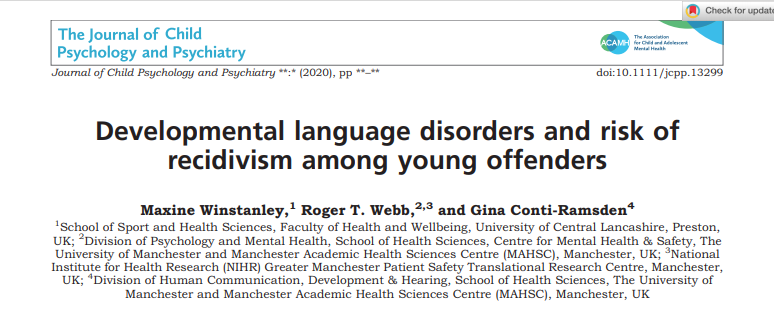 Check for update
The Journal of Child
Psychology and Psychiatry
ACAMH
The Association
for Child and Adolescent
Mental Health
Journal of Child Psychology and Psychiatry **:* (2020), pp **–**
doi:10.1111/jcpp.13299
Developmental language disorders and risk of
recidivism among young offenders
Maxine Winstanley,1 Roger T. Webb,2,3 and Gina Conti-Ramsden4
1School of Sport and Health Sciences, Faculty of Health and Wellbeing, University of Central Lancashire, Preston,
UK; 2Division of Psychology and Mental Health, School of Health Sciences, Centre for Mental Health & Safety, The
University of Manchester and Manchester Academic Health Sciences Centre (MAHSC), Manchester, UK; 3National
Institute for Health Research (NIHR) Greater Manchester Patient Safety Translational Research Centre, Manchester,
UK; 4Division of Human Communication, Development & Hearing, School of Health Sciences, The University of
Manchester and Manchester Academic Health Sciences Centre (MAHSC), Manchester, UK